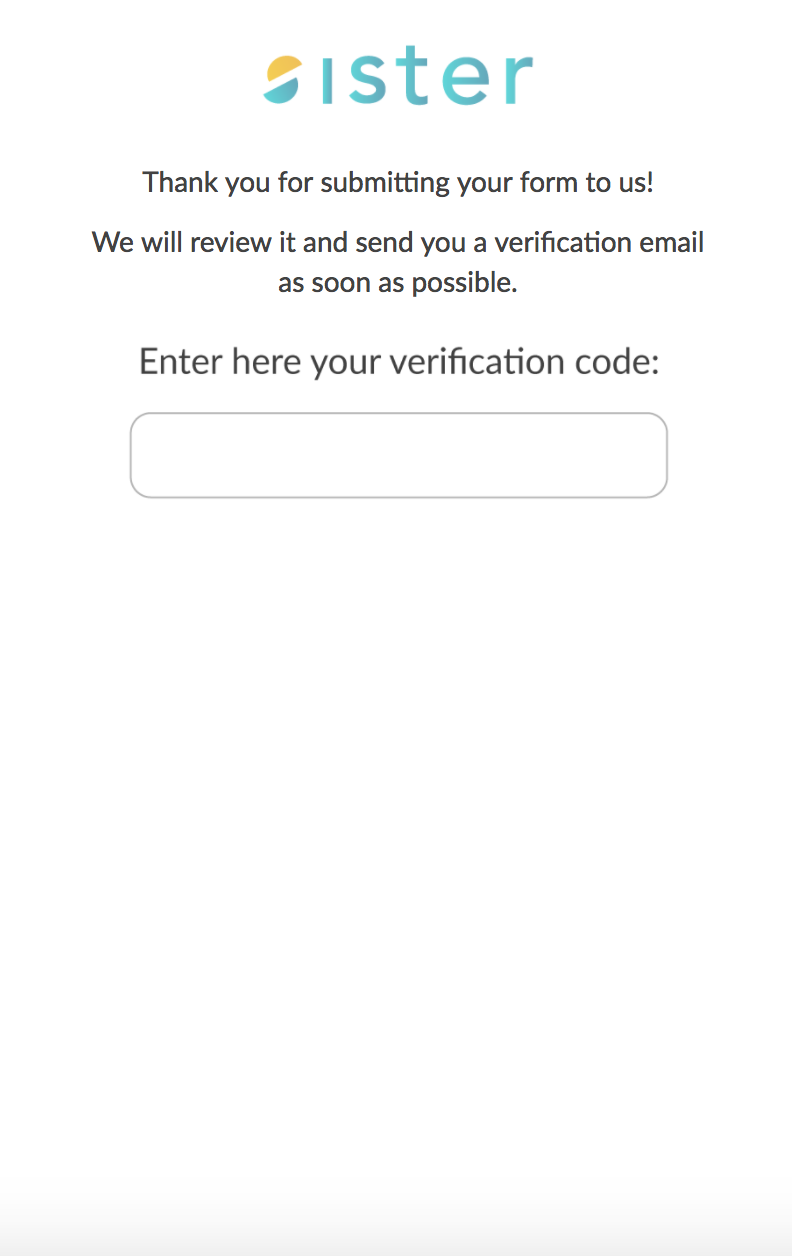 sister
Thank you for submitting your form to us!
We will review it and send you a verification email
as soon as possible.
Enter here your verification code: